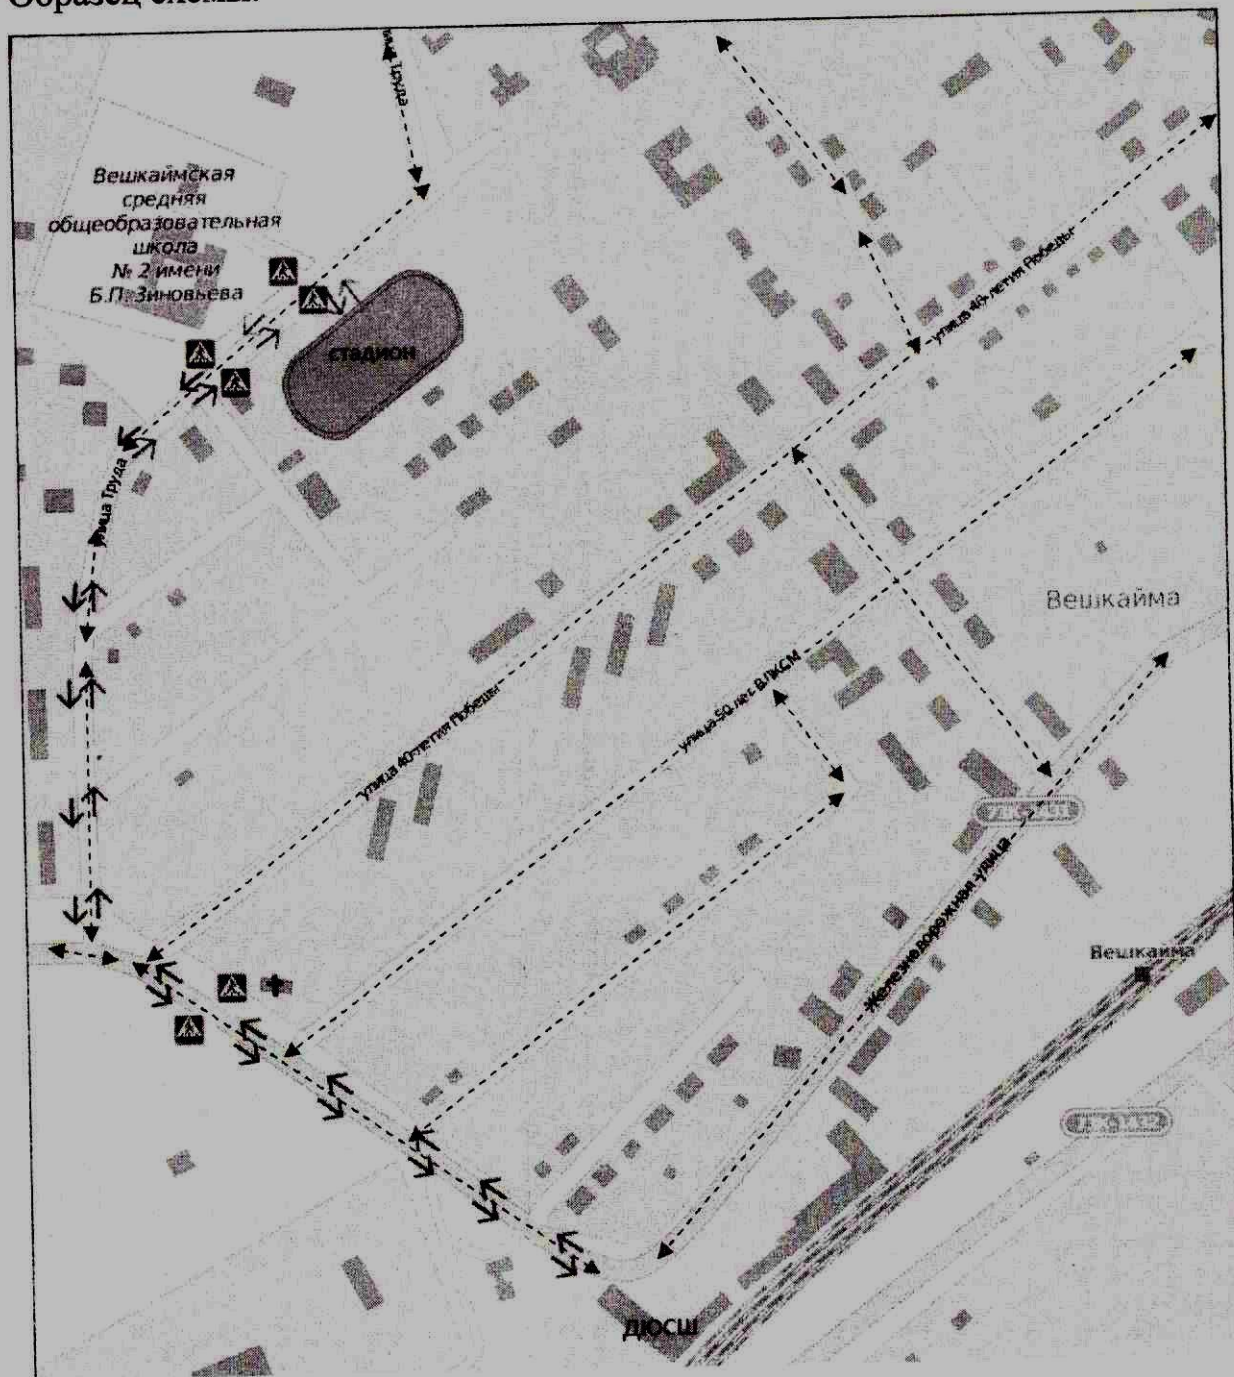 Образец схемы:
Труда
Вешкаймская
средняя
общеобразовательная
школа
№ 2 имени
Б.П. Зиновьева
стадион
улица 40-летия Победы
улица Труда
Вешкайма
улица 50 лет ВЛКСМ
улица 40-летия Победы
Железнодорожная улица
Вешкайма
ДЮСШ